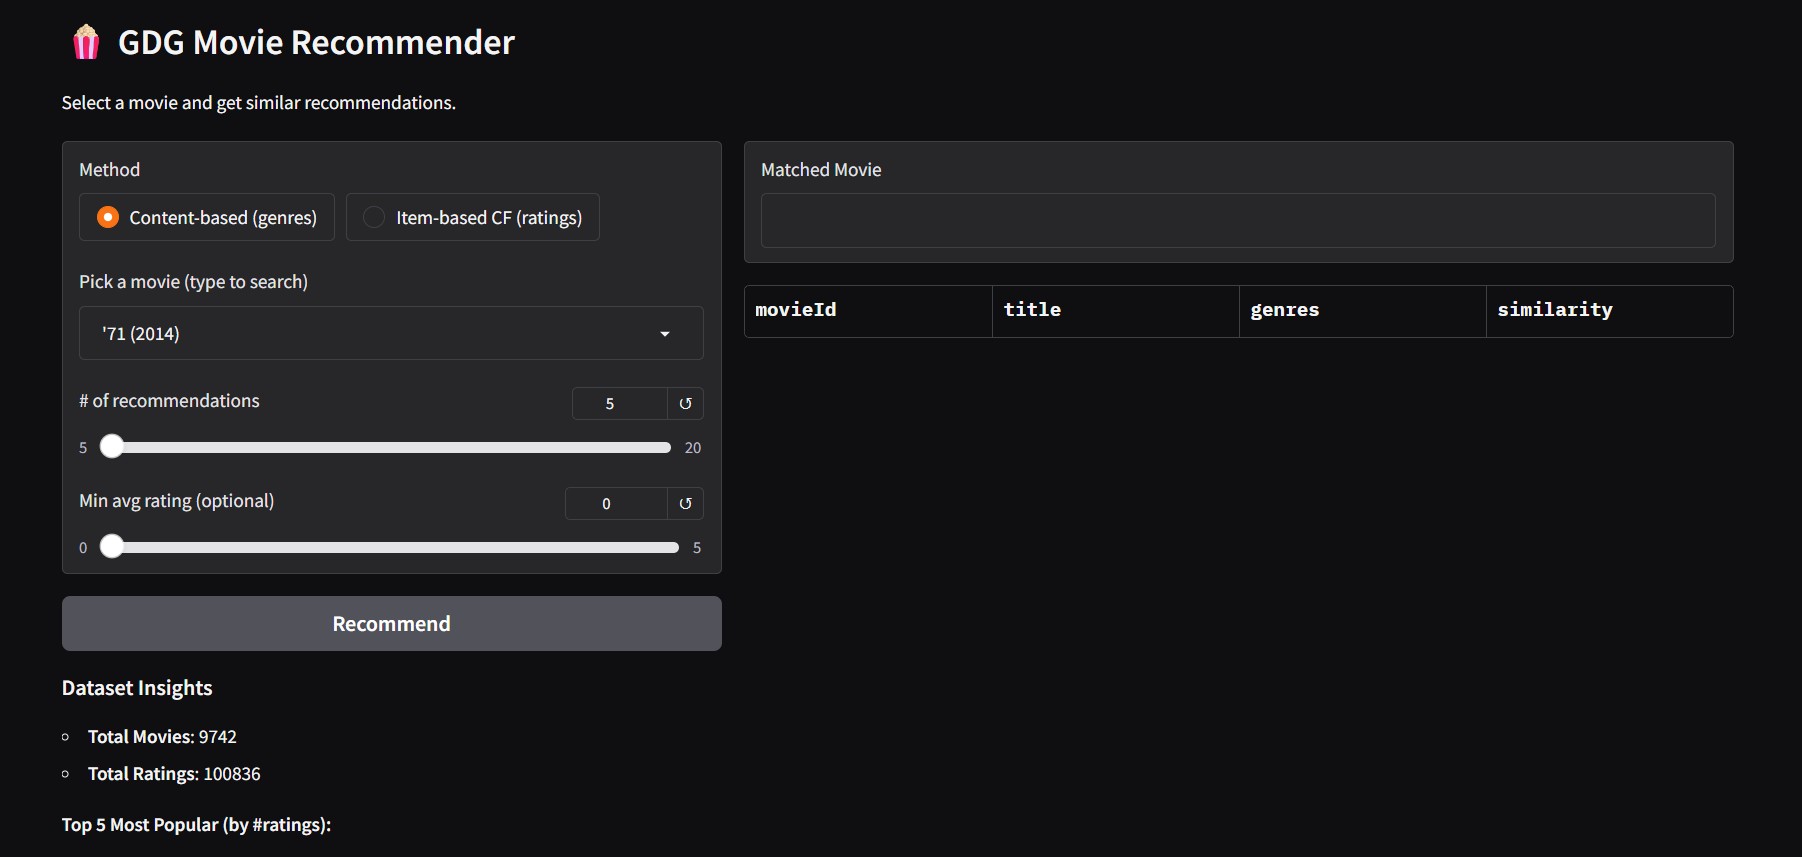 🍿 GDG Movie Recommender
Select a movie and get similar recommendations.
Method
Content-based (genres)
Item-based CF (ratings)
Pick a movie (type to search)
'71 (2014)
# of recommendations
5 ↺
5 20
Min avg rating (optional)
0 ↺
0 5
Recommend
Matched Movie
movieId title genres similarity
Dataset Insights
Total Movies: 9742
Total Ratings: 100836
Top 5 Most Popular (by #ratings):